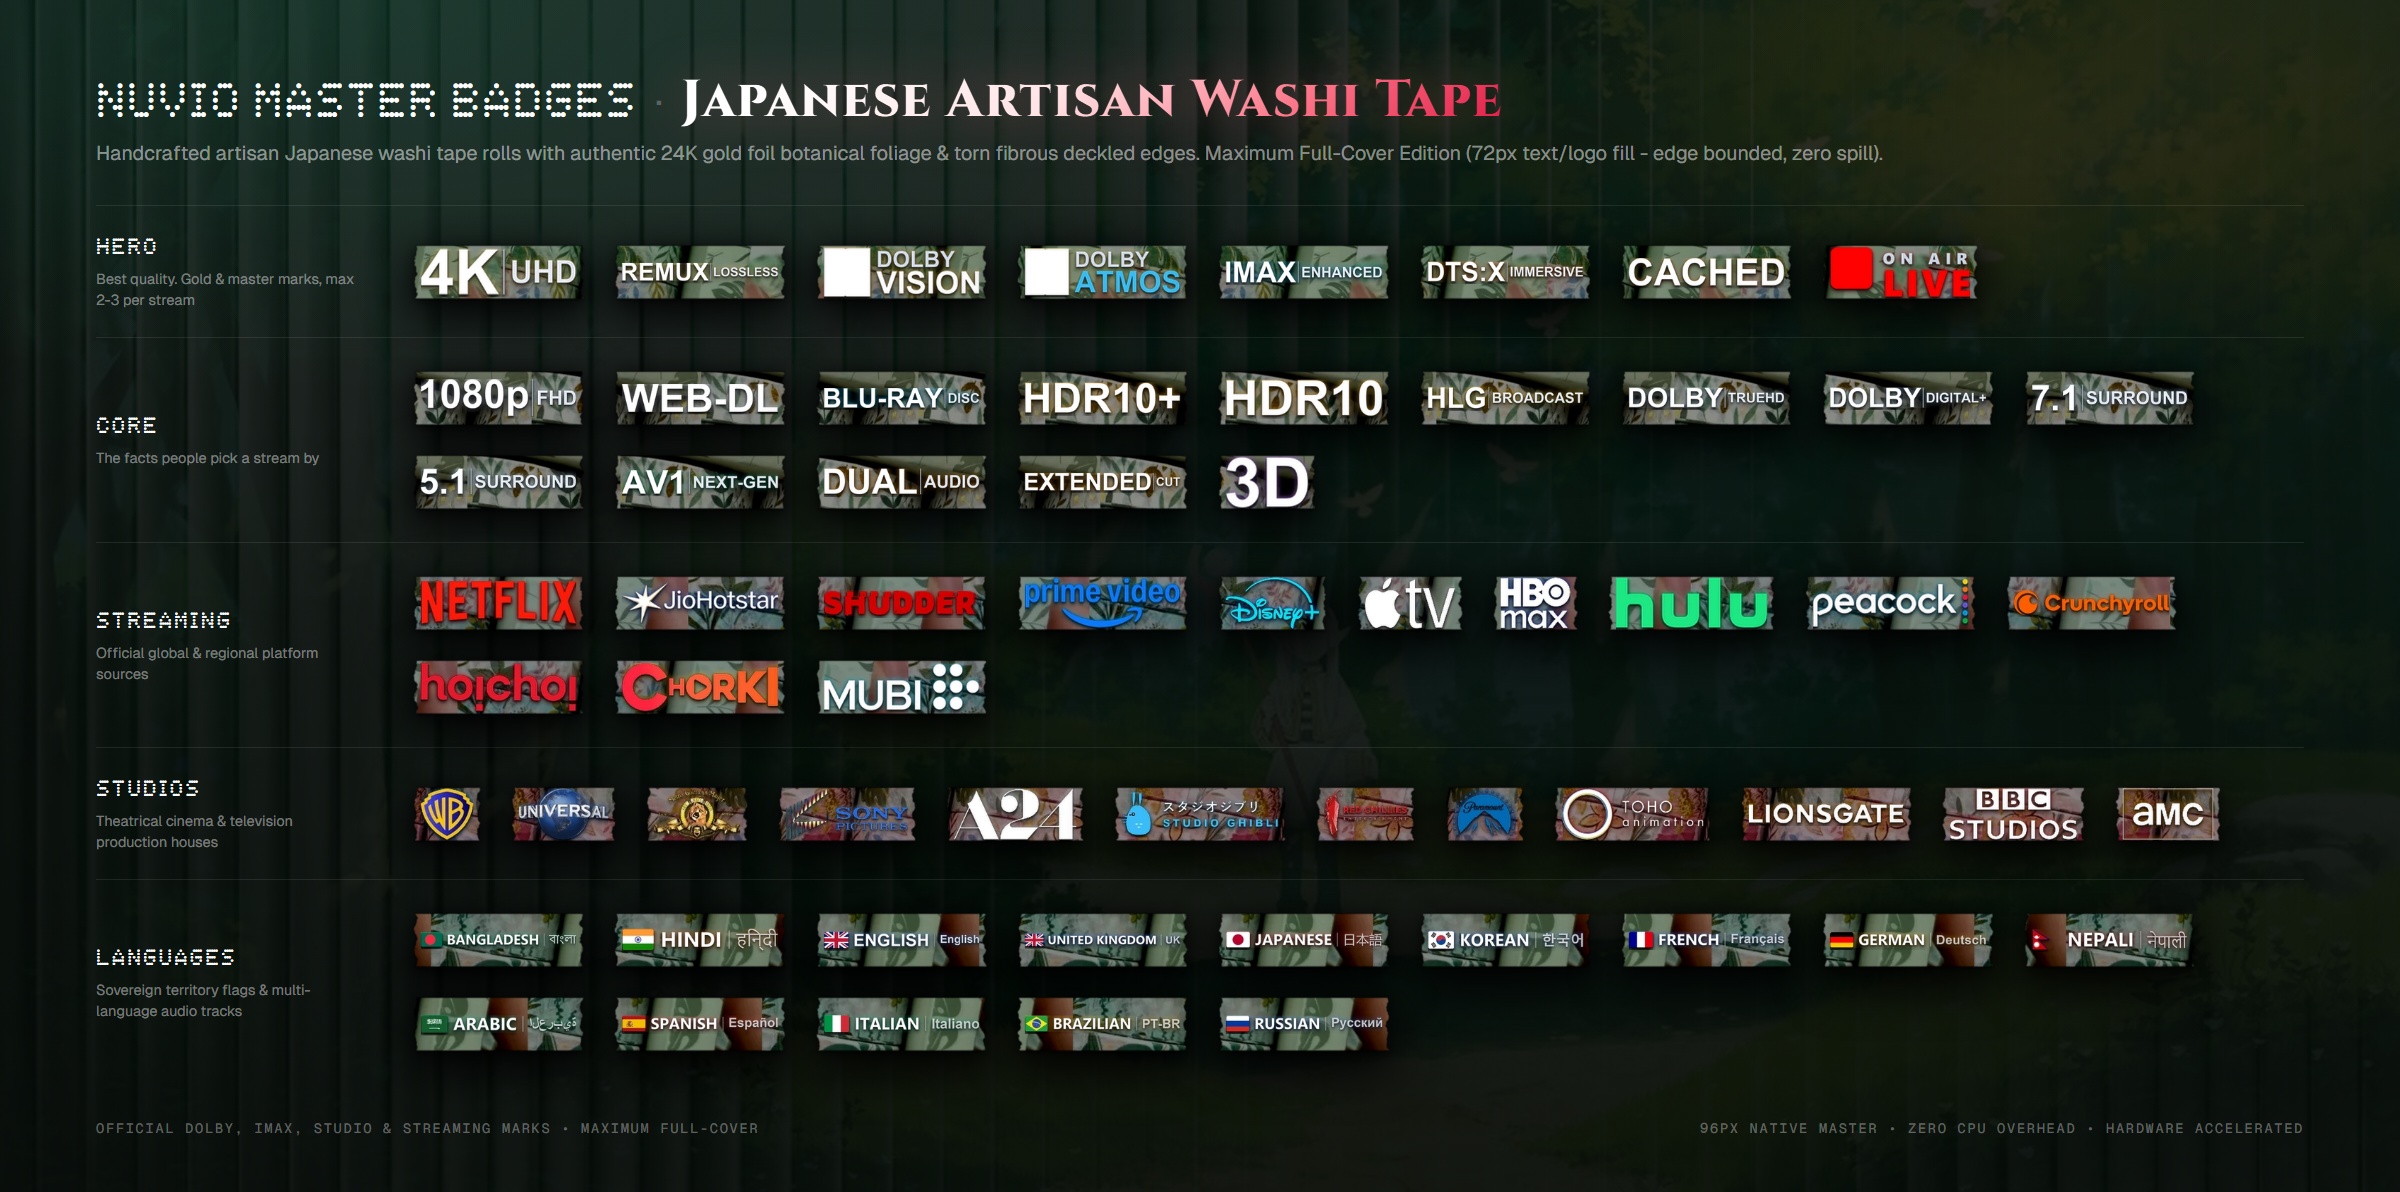 NUVIO MASTER BADGES · JAPANESE ARTISAN WASHI TAPE
Handcrafted artisan Japanese washi tape rolls with authentic 24K gold foil botanical foliage & torn fibrous deckled edges. Maximum Full-Cover Edition (72px text/logo fill - edge bounded, zero spill).
HERO
Best quality. Gold & master marks, max
2-3 per stream
4K UHD
REMUX LOSSLESS
DOLBY
VISION
DOLBY
ATMOS
IMAX ENHANCED
DTS:X IMMERSIVE
CACHED
ON AIR
LIVE
CORE
The facts people pick a stream by
1080p FHD
WEB-DL
BLU-RAY DISC
HDR10+
HDR10
HLG BROADCAST
DOLBY TRUEHD
DOLBY DIGITAL+
7.1 SURROUND
5.1 SURROUND
AV1 NEXT-GEN
DUAL AUDIO
EXTENDED CUT
3D
STREAMING
Official global & regional platform
sources
NETFLIX
JioHotstar
SHUDDER
prime video
Disney+
tv
HBO
max
hulu
peacock
Crunchyroll
hoichoi
CHORKI
MUBI
STUDIOS
Theatrical cinema & television
production houses
WB
UNIVERSAL
SONY
PICTURES
A24
スタジオジブリ
STUDIO GHIBLI
RED CHILLIES
Paramount
TOHO
animation
LIONSGATE
BBC
STUDIOS
aMC
LANGUAGES
Sovereign territory flags & multi-
language audio tracks
BANGLADESH বাংলা
HINDI हिन्दी
ENGLISH English
UNITED KINGDOM UK
JAPANESE 日本語
KOREAN 한국어
FRENCH Français
GERMAN Deutsch
NEPALI नेपाली
ARABIC
SPANISH Español
ITALIAN Italiano
BRAZILIAN PT-BR
RUSSIAN Русский
OFFICIAL DOLBY, IMAX, STUDIO & STREAMING MARKS • MAXIMUM FULL-COVER
96PX NATIVE MASTER • ZERO CPU OVERHEAD • HARDWARE ACCELERATED